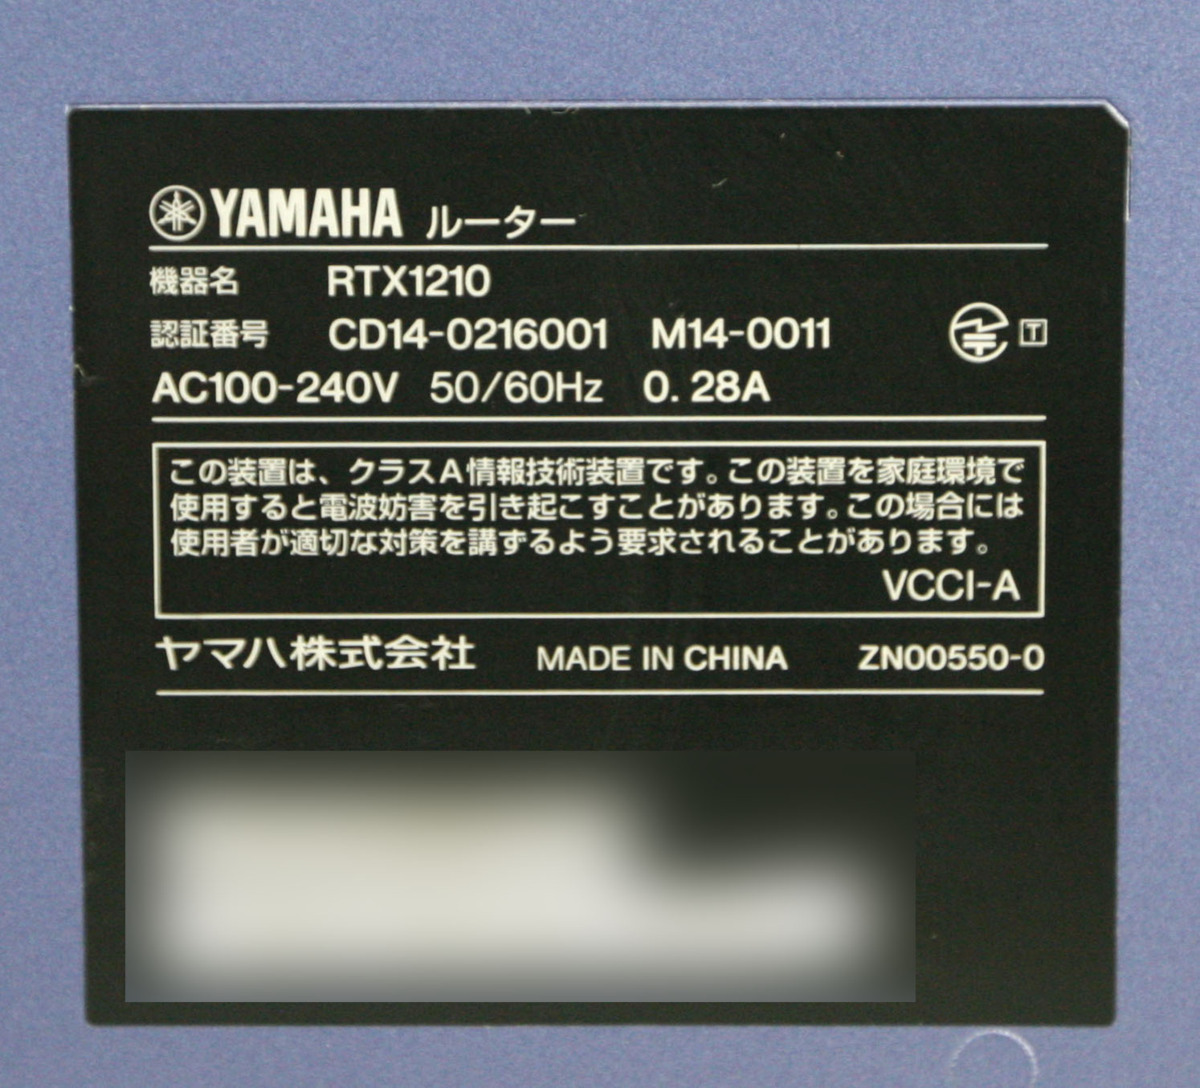 YAMAHA ルーター
機器名 RTX1210
認証番号 CD14-0216001 M14-0011 T
AC100-240V 50/60Hz 0.28A
この装置は、クラスA情報技術装置です。この装置を家庭環境で
使用すると電波妨害を引き起こすことがあります。この場合には
使用者が適切な対策を講ずるよう要求されることがあります。
VCCI-A
ヤマハ株式会社 MADE IN CHINA ZN00550-0